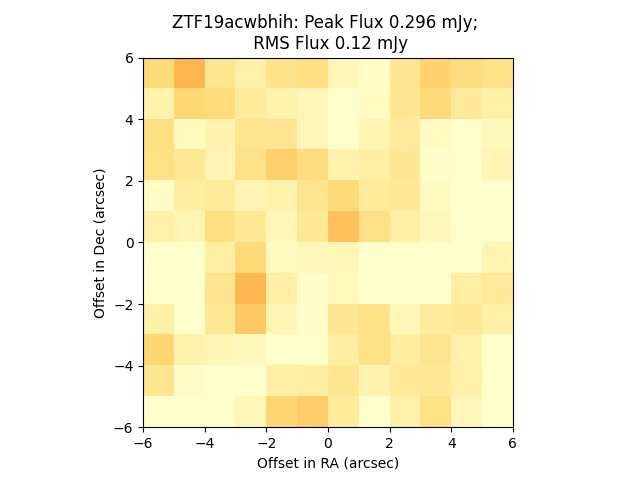 ZTF19acwbhih: Peak Flux 0.296 mJy;
RMS Flux 0.12 mJy
6
4
2
0
−2
−4
−6
Offset in Dec (arcsec)
−6 −4 −2 0 2 4 6
Offset in RA (arcsec)